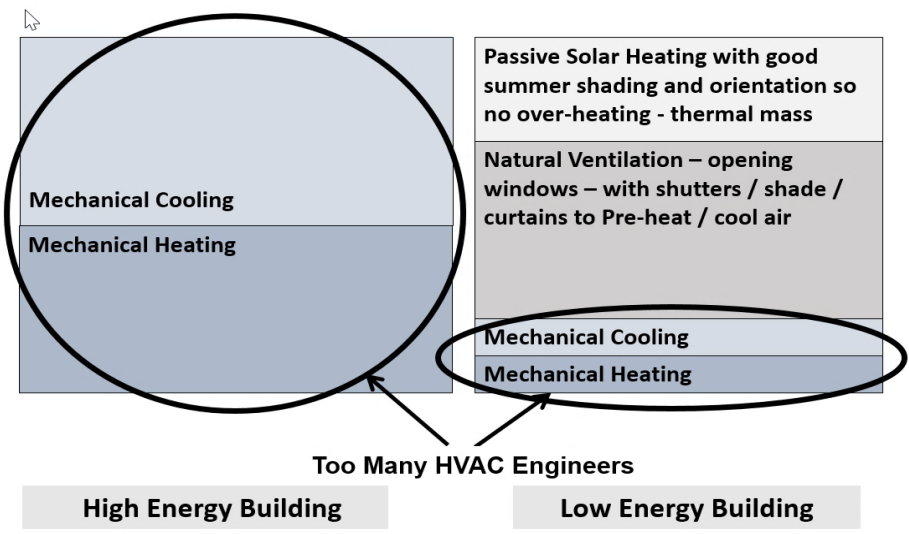 Mechanical Cooling
Mechanical Heating
Passive Solar Heating with good
summer shading and orientation so
no over-heating - thermal mass
Natural Ventilation – opening
windows – with shutters / shade /
curtains to Pre-heat / cool air
Mechanical Cooling
Mechanical Heating
Too Many HVAC Engineers
High Energy Building
Low Energy Building